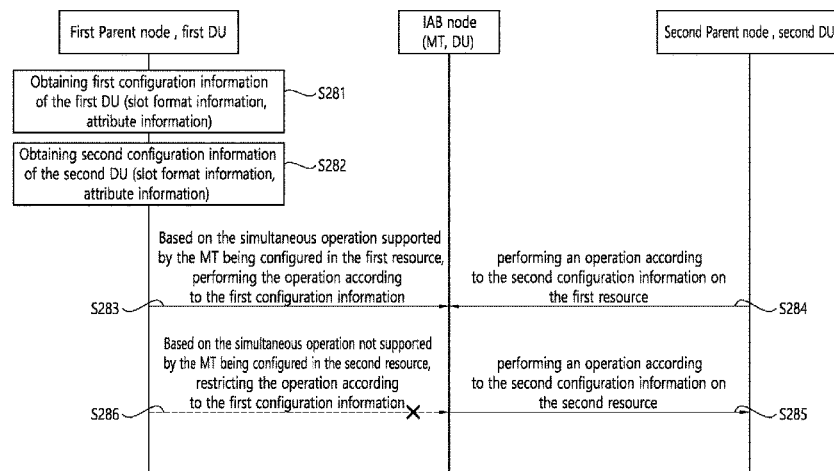 First Parent node , first DU
IAB node
(MT, DU)
Second Parent node , second DU
Obtaining first configuration information
of the first DU (slot format information,
attribute information)
S281
Obtaining second configuration information
of the second DU (slot format information,
attribute information)
S282
Based on the simultaneous operation supported
by the MT being configured in the first resource,
performing the operation according
to the first configuration information
S283
performing an operation according
to the second configuration information on
the first resource
S284
Based on the simultaneous operation not supported
by the MT being configured in the second resource,
restricting the operation according
to the first configuration information
S286
performing an operation according
to the second configuration information on
the second resource
S285